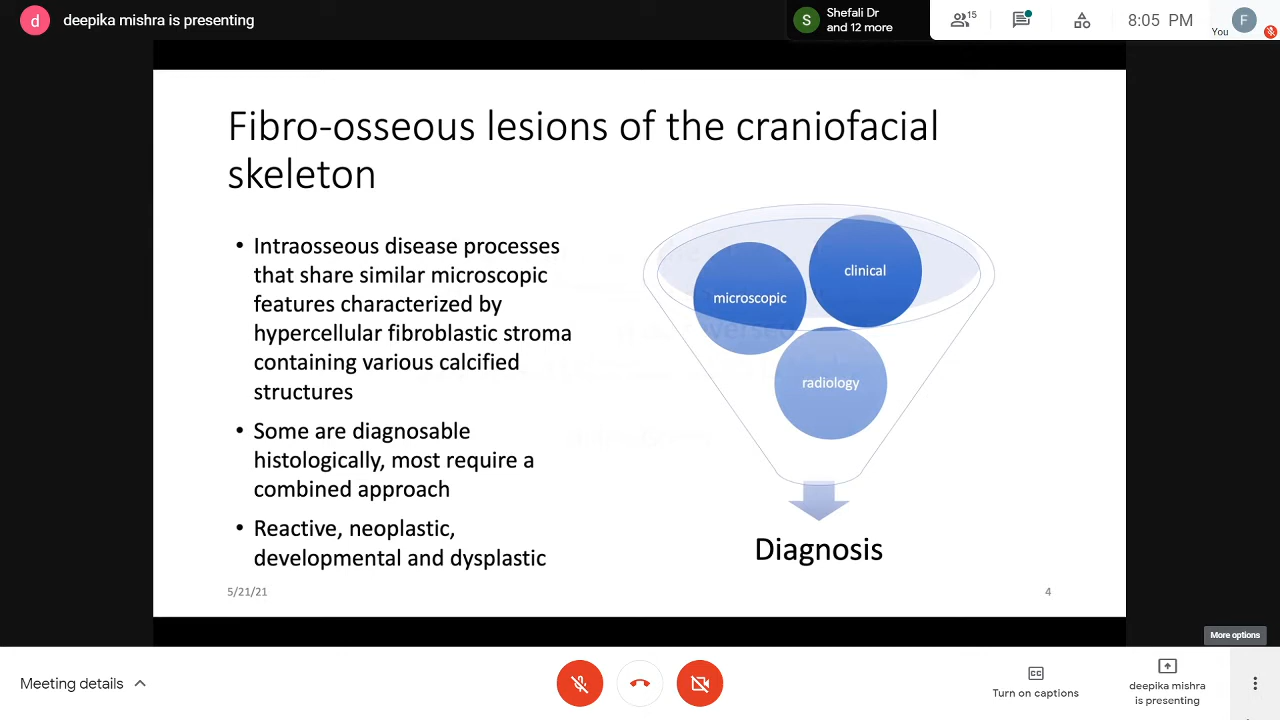 d deepika mishra is presenting
S Shefali Dr
and 12 more
15
8:05 PM
You
F
Fibro-osseous lesions of the craniofacial
skeleton
• Intraosseous disease processes
that share similar microscopic
features characterized by
hypercellular fibroblastic stroma
containing various calcified
structures
• Some are diagnosable
histologically, most require a
combined approach
• Reactive, neoplastic,
developmental and dysplastic
microscopic
clinical
radiology
Diagnosis
5/21/21
4
More options
Meeting details
CC
Turn on captions
deepika mishra
is presenting